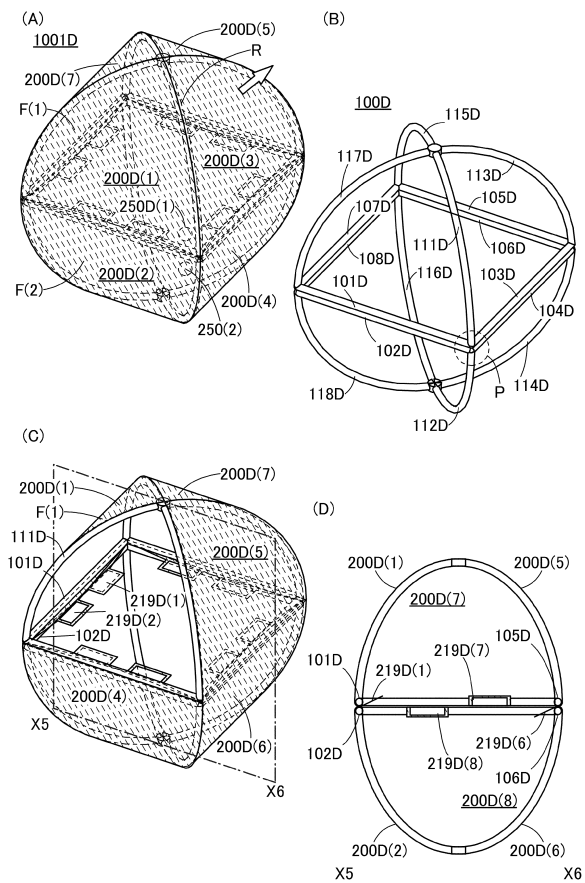 (A)
1001D
200D(5)
200D(7)
R
F(1)
200D(1)
200D(3)
250D(1)
200D(2)
F(2)
200D(4)
250(2)
(B)
100D
115D
117D
113D
107D
105D
111D
106D
108D
116D
103D
101D
104D
102D
118D
P
114D
112D
(C)
200D(7)
200D(1)
F(1)
111D
200D(5)
101D
219D(1)
219D(2)
102D
200D(4)
X5
200D(6)
X6
(D)
200D(1)
200D(5)
200D(7)
219D(7)
105D
101D
219D(1)
219D(6)
102D
219D(8)
106D
200D(8)
200D(2)
200D(6)
X5
X6